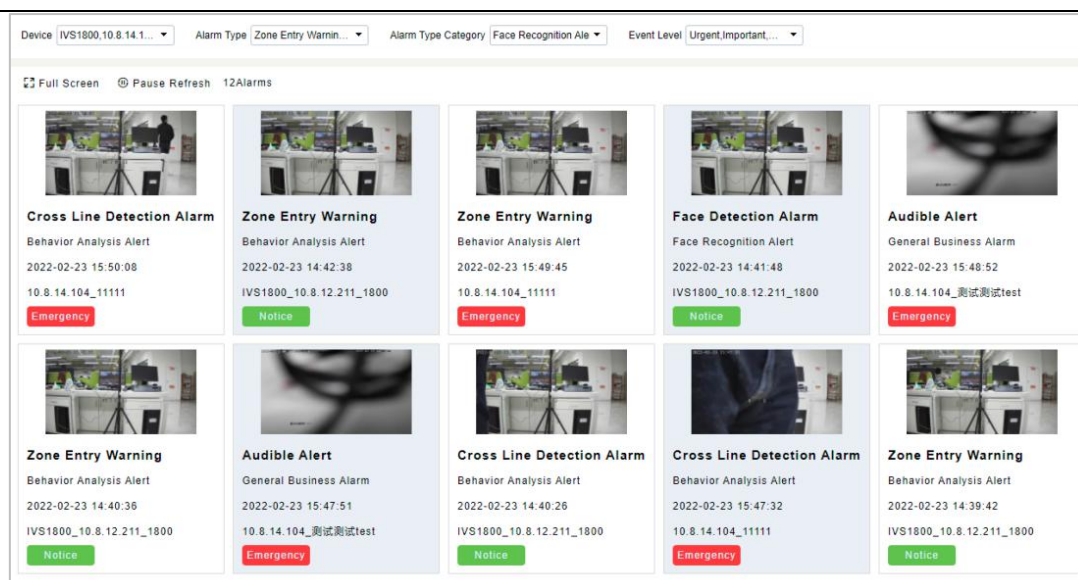 Device IVS1800,10.8.14.1... Alarm Type Zone Entry Warnin... Alarm Type Category Face Recognition Ale Event Level Urgent,Important,...
Full Screen Pause Refresh 12Alarms
Cross Line Detection Alarm
Behavior Analysis Alert
2022-02-23 15:50:08
10.8.14.104_11111
Emergency
Zone Entry Warning
Behavior Analysis Alert
2022-02-23 14:42:38
IVS1800_10.8.12.211_1800
Notice
Zone Entry Warning
Behavior Analysis Alert
2022-02-23 15:49:45
10.8.14.104_11111
Emergency
Face Detection Alarm
Face Recognition Alert
2022-02-23 14:41:48
IVS1800_10.8.12.211_1800
Notice
Audible Alert
General Business Alarm
2022-02-23 15:48:52
10.8.14.104_测试测试test
Emergency
Zone Entry Warning
Behavior Analysis Alert
2022-02-23 14:40:36
IVS1800_10.8.12.211_1800
Notice
Audible Alert
General Business Alarm
2022-02-23 15:47:51
10.8.14.104_测试测试test
Emergency
Cross Line Detection Alarm
Behavior Analysis Alert
2022-02-23 14:40:26
IVS1800_10.8.12.211_1800
Notice
Cross Line Detection Alarm
Behavior Analysis Alert
2022-02-23 15:47:32
10.8.14.104_11111
Emergency
Zone Entry Warning
Behavior Analysis Alert
2022-02-23 14:39:42
IVS1800_10.8.12.211_1800
Notice